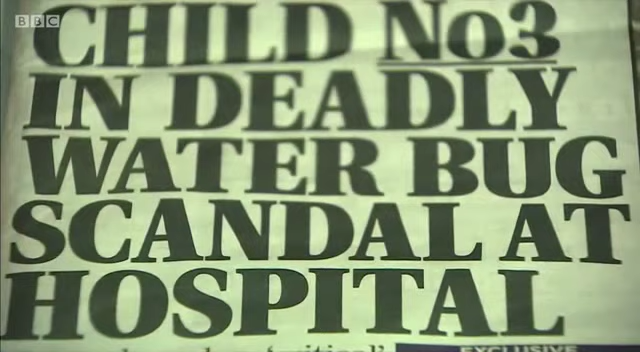 BBC
CHILD No3
IN DEADLY
WATER BUG
SCANDAL AT
HOSPITAL
EXCLUSIVE